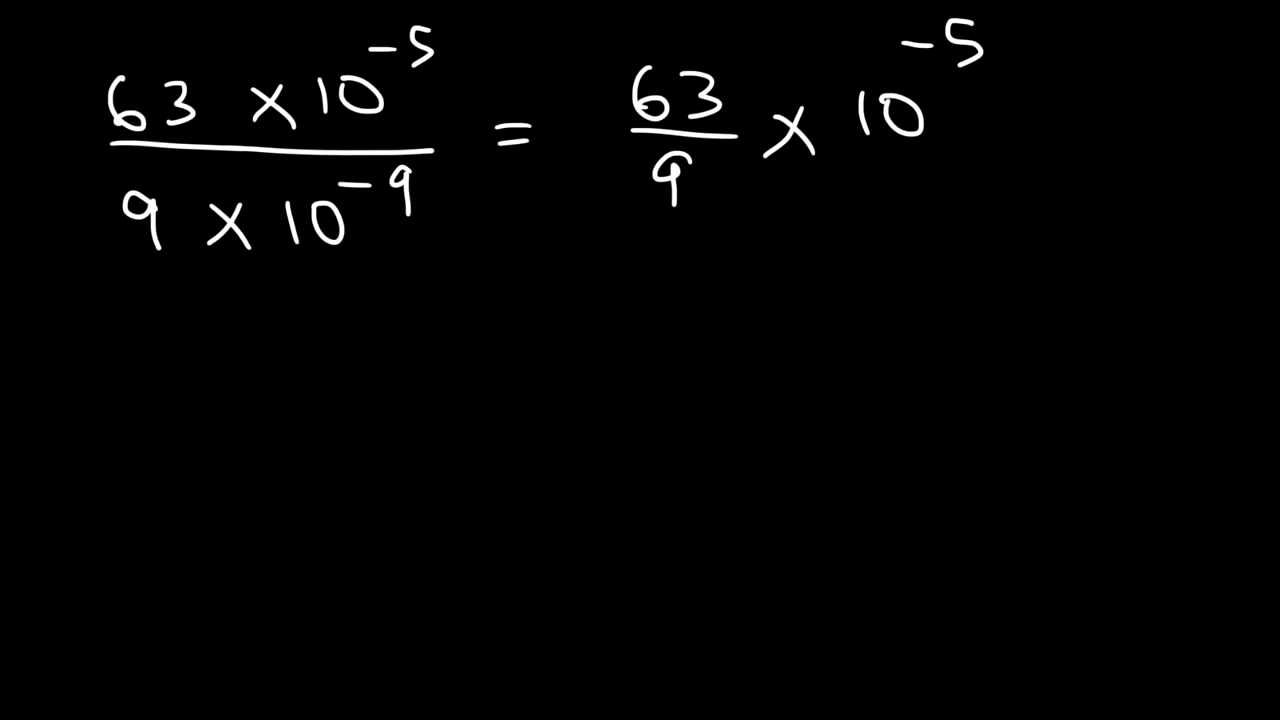 63 × 10⁻⁵ / 9 × 10⁻⁹ = 63/9 × 10⁻⁵